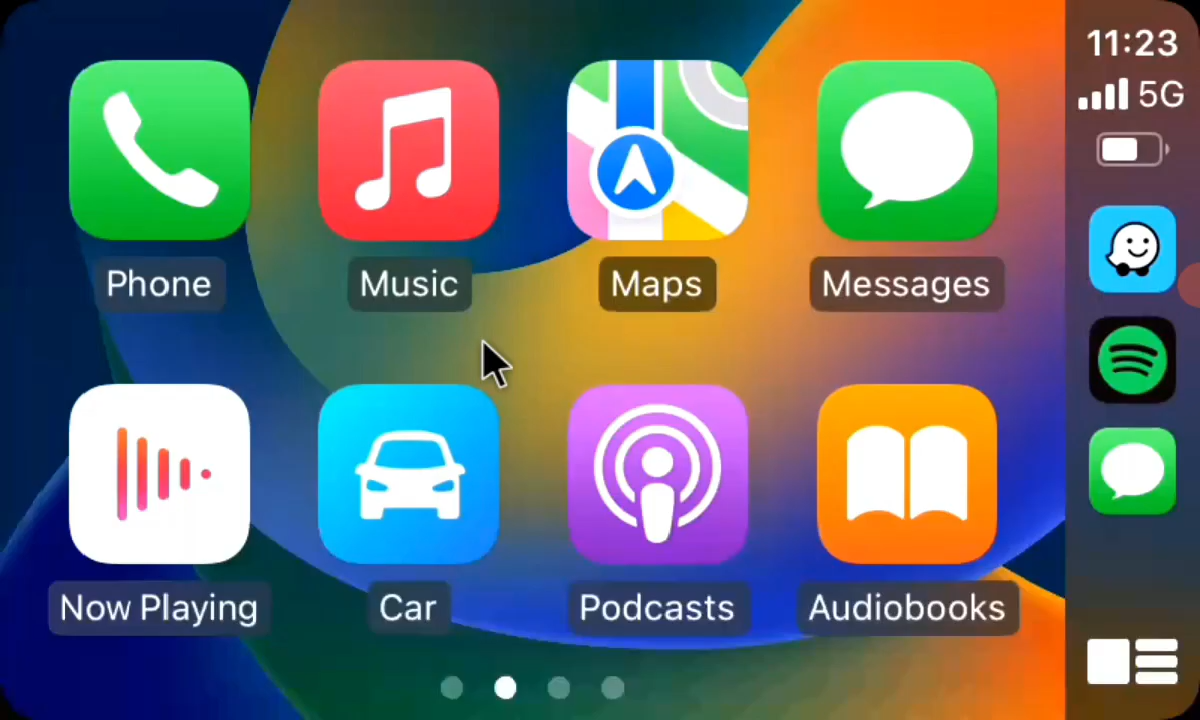 11:23
5G
Phone
Music
Maps
Messages
Now Playing
Car
Podcasts
Audiobooks